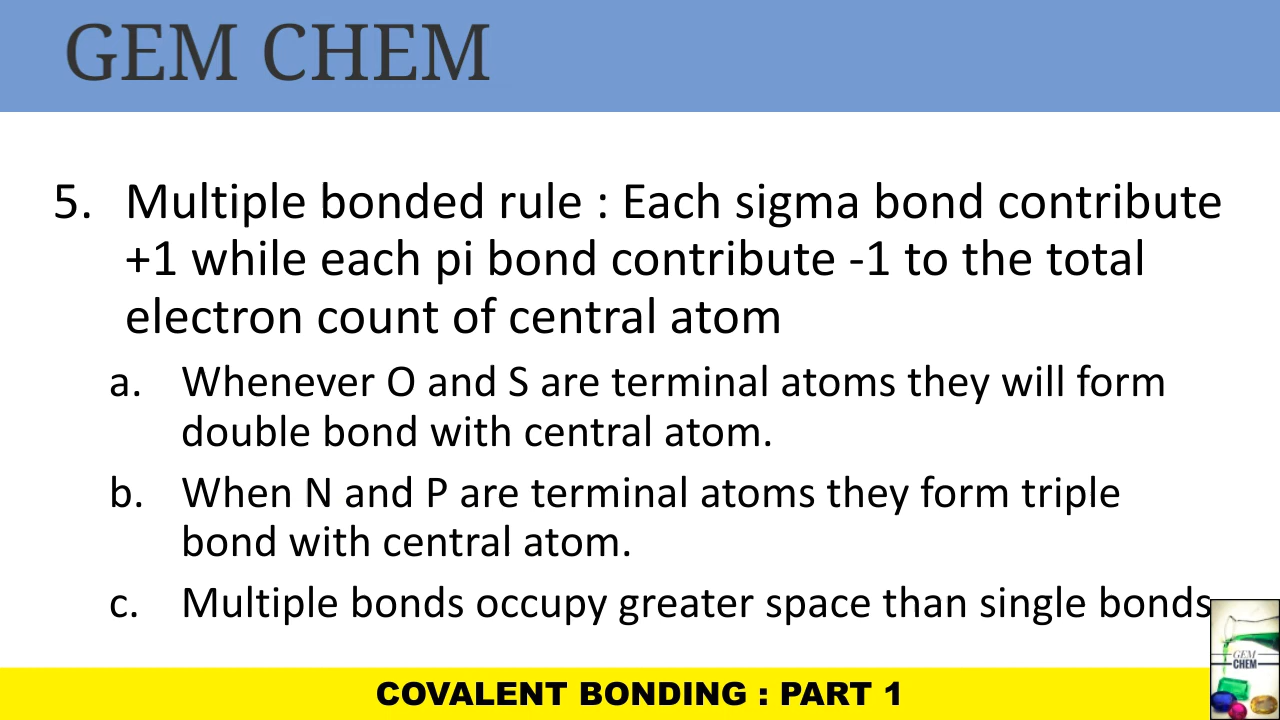 GEM CHEM
5. Multiple bonded rule : Each sigma bond contribute
+1 while each pi bond contribute -1 to the total
electron count of central atom
a. Whenever O and S are terminal atoms they will form
double bond with central atom.
b. When N and P are terminal atoms they form triple
bond with central atom.
c. Multiple bonds occupy greater space than single bonds
GEM
CHEM
COVALENT BONDING : PART 1